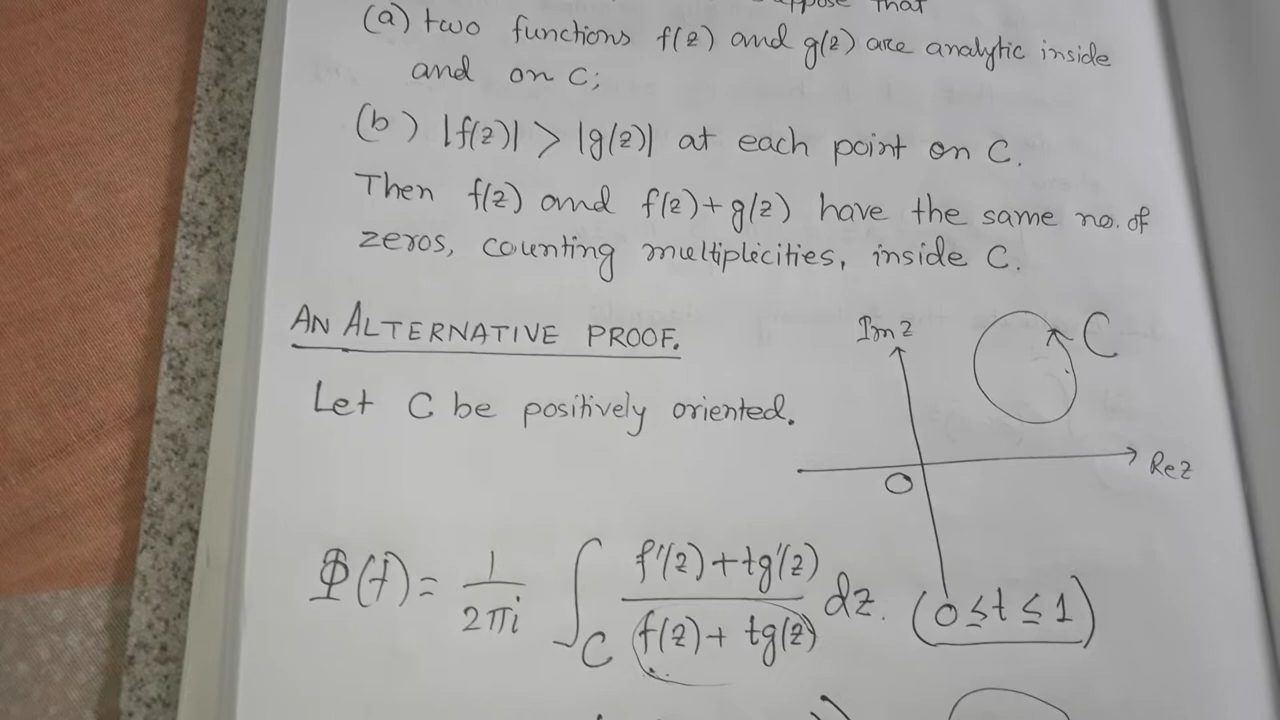 that
(a) two functions f(z) and g(z) are analytic inside
and on C;
(b) |f(z)| > |g(z)| at each point on C.
Then f(z) and f(z)+g(z) have the same no. of
zeros, counting multiplicities, inside C.
AN ALTERNATIVE PROOF.
Im z
C
Let C be positively oriented.
Re z
O
Φ(t) = 1/2πi ∫_C f'(z)+tg'(z) / f(z)+tg(z) dz. (0≤t≤1)